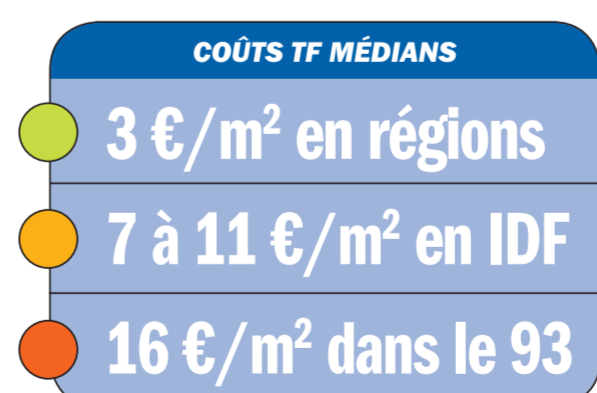 COÛTS TF MÉDIANS
3 €/m² en régions
7 à 11 €/m² en IDF
16 €/m² dans le 93